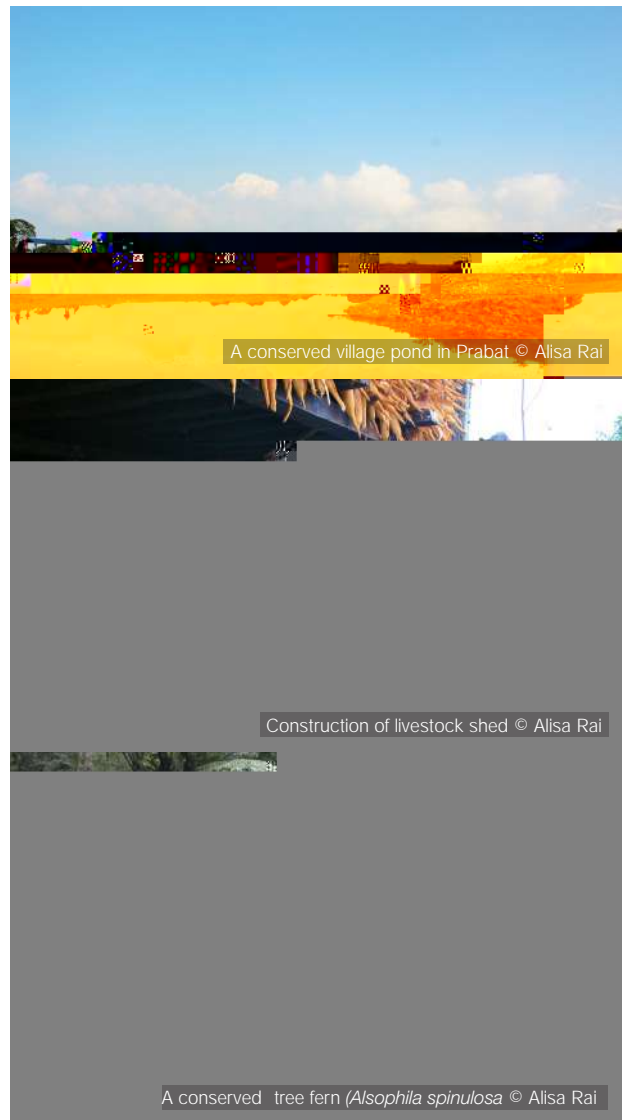 A conserved village pond in Prabat © Alisa Rai
Construction of livestock shed © Alisa Rai
A conserved tree fern (Alsophila spinulosa © Alisa Rai